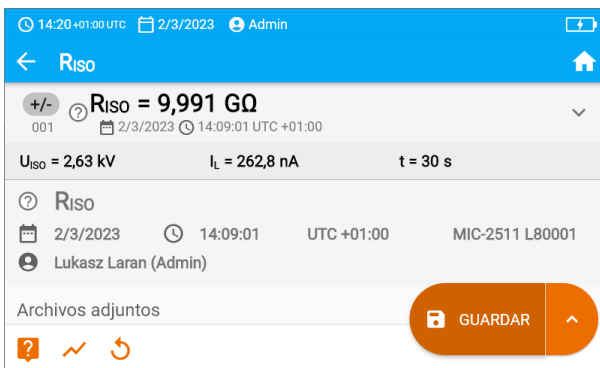 14:20 +01:00 UTC 2/3/2023 Admin
RISO
+/- RISO = 9,991 GΩ
001 2/3/2023 14:09:01 UTC +01:00
UISO = 2,63 kV IL = 262,8 nA t = 30 s
RISO
2/3/2023 14:09:01 UTC +01:00 MIC-2511 L80001
Lukasz Laran (Admin)
Archivos adjuntos
GUARDAR